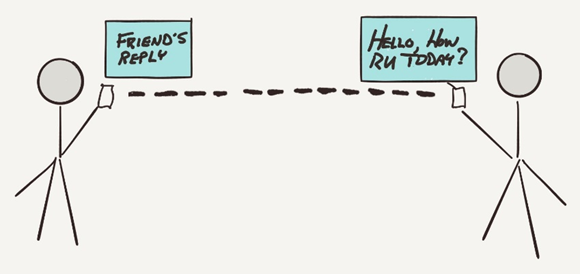 FRIEND'S
REPLY
HELLO, HOW
RU TODAY?